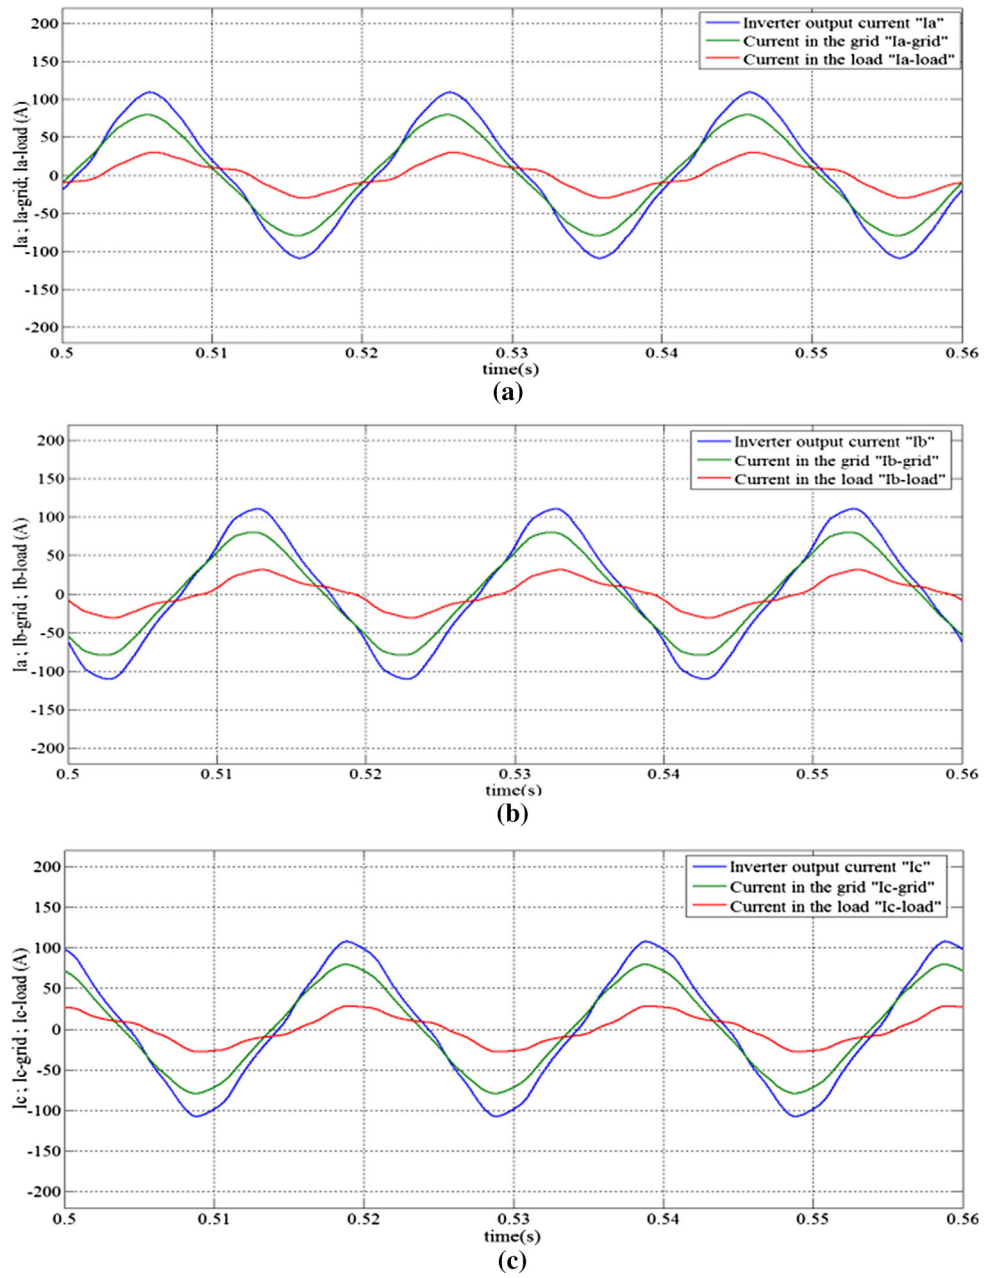 200
150
100
50
0
-50
-100
-150
-200
Ia ; Ia-grid; Ia-load (A)
Inverter output current "Ia"
Current in the grid "Ia-grid"
Current in the load "Ia-load"
0.5 0.51 0.52 0.53 0.54 0.55 0.56
time(s)
(a)
200
150
100
50
0
-50
-100
-150
-200
Ia ; Ib-grid ; Ib-load (A)
Inverter output current "Ib"
Current in the grid "Ib-grid"
Current in the load "Ib-load"
0.5 0.51 0.52 0.53 0.54 0.55 0.56
time(s)
(b)
200
150
100
50
0
-50
-100
-150
-200
Ic ; Ic-grid ; Ic-load (A)
Inverter output current "Ic"
Current in the grid "Ic-grid"
Current in the load "Ic-load"
0.5 0.51 0.52 0.53 0.54 0.55 0.56
time(s)
(c)